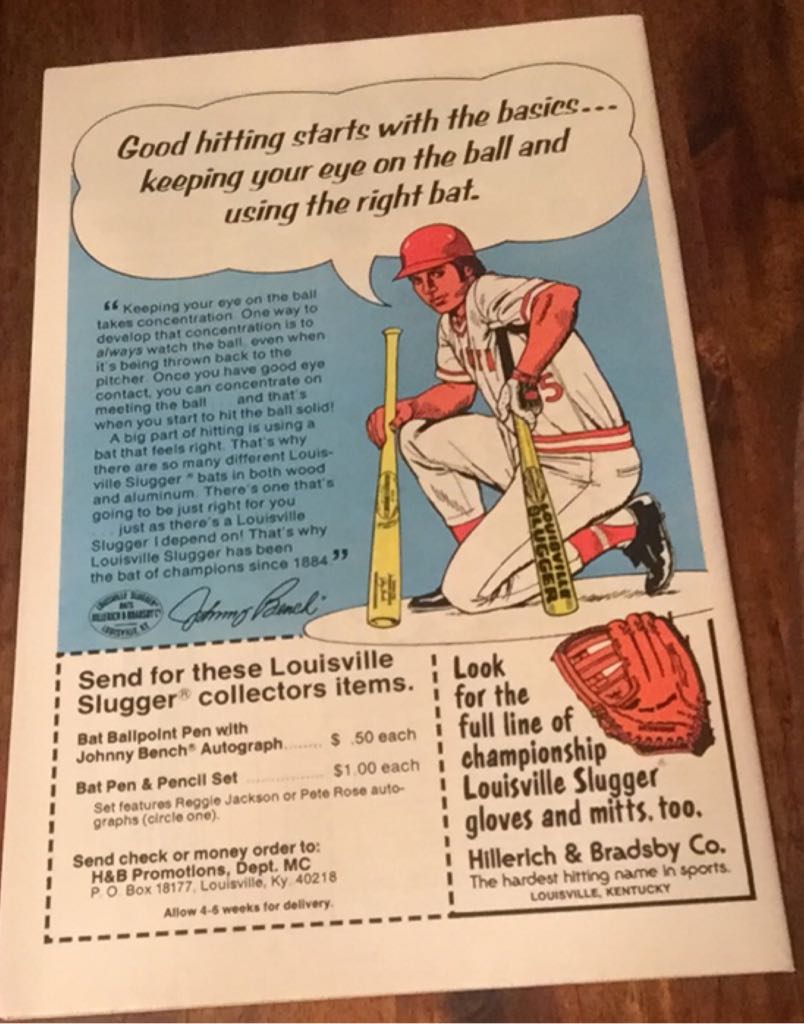 Good hitting starts with the basics...
keeping your eye on the ball and
using the right bat.
“Keeping your eye on the ball
takes concentration. One way to
develop that concentration is to
always watch the ball, even when
it's being thrown back to the
pitcher. Once you have good eye
contact, you can concentrate on
meeting the ball ... and that's
when you start to hit the ball solid!
A big part of hitting is using a
bat that feels right. That's why
there are so many different Louis-
ville Slugger® bats in both wood
and aluminum. There's one that's
going to be just right for you
... just as there's a Louisville
Slugger I depend on! That's why
Louisville Slugger has been
the bat of champions since 1884.”
LOUISVILLE SLUGGER
BATS
HILLERICH & BRADSBY Co
LOUISVILLE, KY.
Johnny Bench
5
LOUISVILLE
SLUGGER
Send for these Louisville
Slugger® collectors items.
Bat Ballpoint Pen with
Johnny Bench® Autograph........ $ .50 each
Bat Pen & Pencil Set ................ $1.00 each
Set features Reggie Jackson or Pete Rose auto-
graphs (circle one).
Send check or money order to:
H&B Promotions, Dept. MC
P.O. Box 18177, Louisville, Ky. 40218
Allow 4-6 weeks for delivery.
Look
for the
full line of
championship
Louisville Slugger®
gloves and mitts, too.
Hillerich & Bradsby Co.
The hardest hitting name in sports.
LOUISVILLE, KENTUCKY